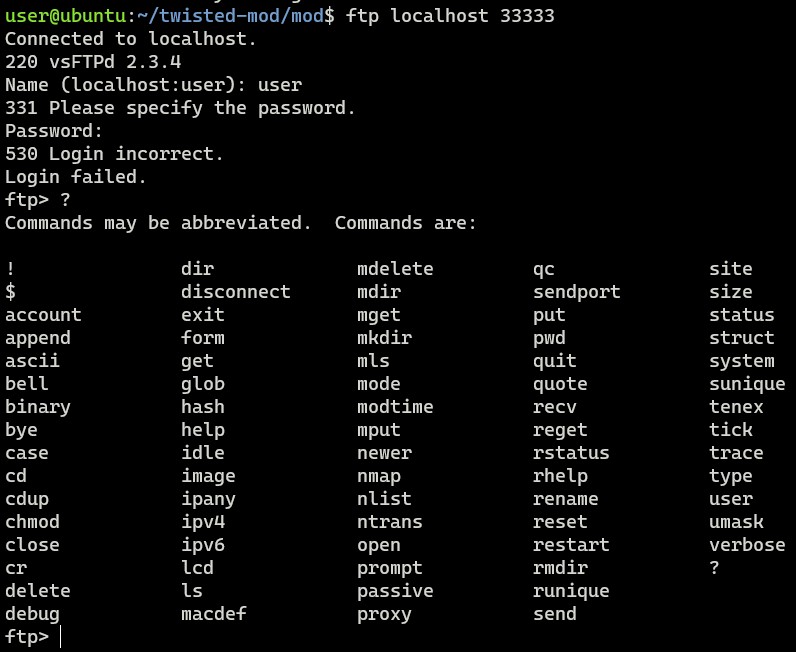 user@ubuntu:~/twisted-mod/mod$ ftp localhost 33333
Connected to localhost.
220 vsFTPd 2.3.4
Name (localhost:user): user
331 Please specify the password.
Password:
530 Login incorrect.
Login failed.
ftp> ?
Commands may be abbreviated.  Commands are:

!               dir             mdelete         qc              site
$               disconnect      mdir            sendport        size
account         exit            mget            put             status
append          form            mkdir           pwd             struct
ascii           get             mls             quit            system
bell            glob            mode            quote           sunique
binary          hash            modtime         recv            tenex
bye             help            mput            reget           tick
case            idle            newer           rstatus         trace
cd              image           nmap            rhelp           type
cdup            ipany           nlist           rename          user
chmod           ipv4            ntrans          reset           umask
close           ipv6            open            restart         verbose
cr              lcd             prompt          rmdir           ?
delete          ls              passive         runique
debug           macdef          proxy           send
ftp>